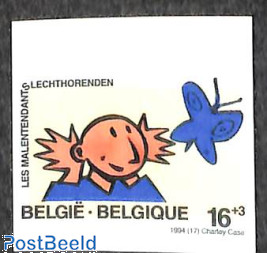 LES MALENTENDANTS
SLECHTHORENDEN
BELGIË · BELGIQUE
16+3
1994 (17) Charley Case
© PostBeeld